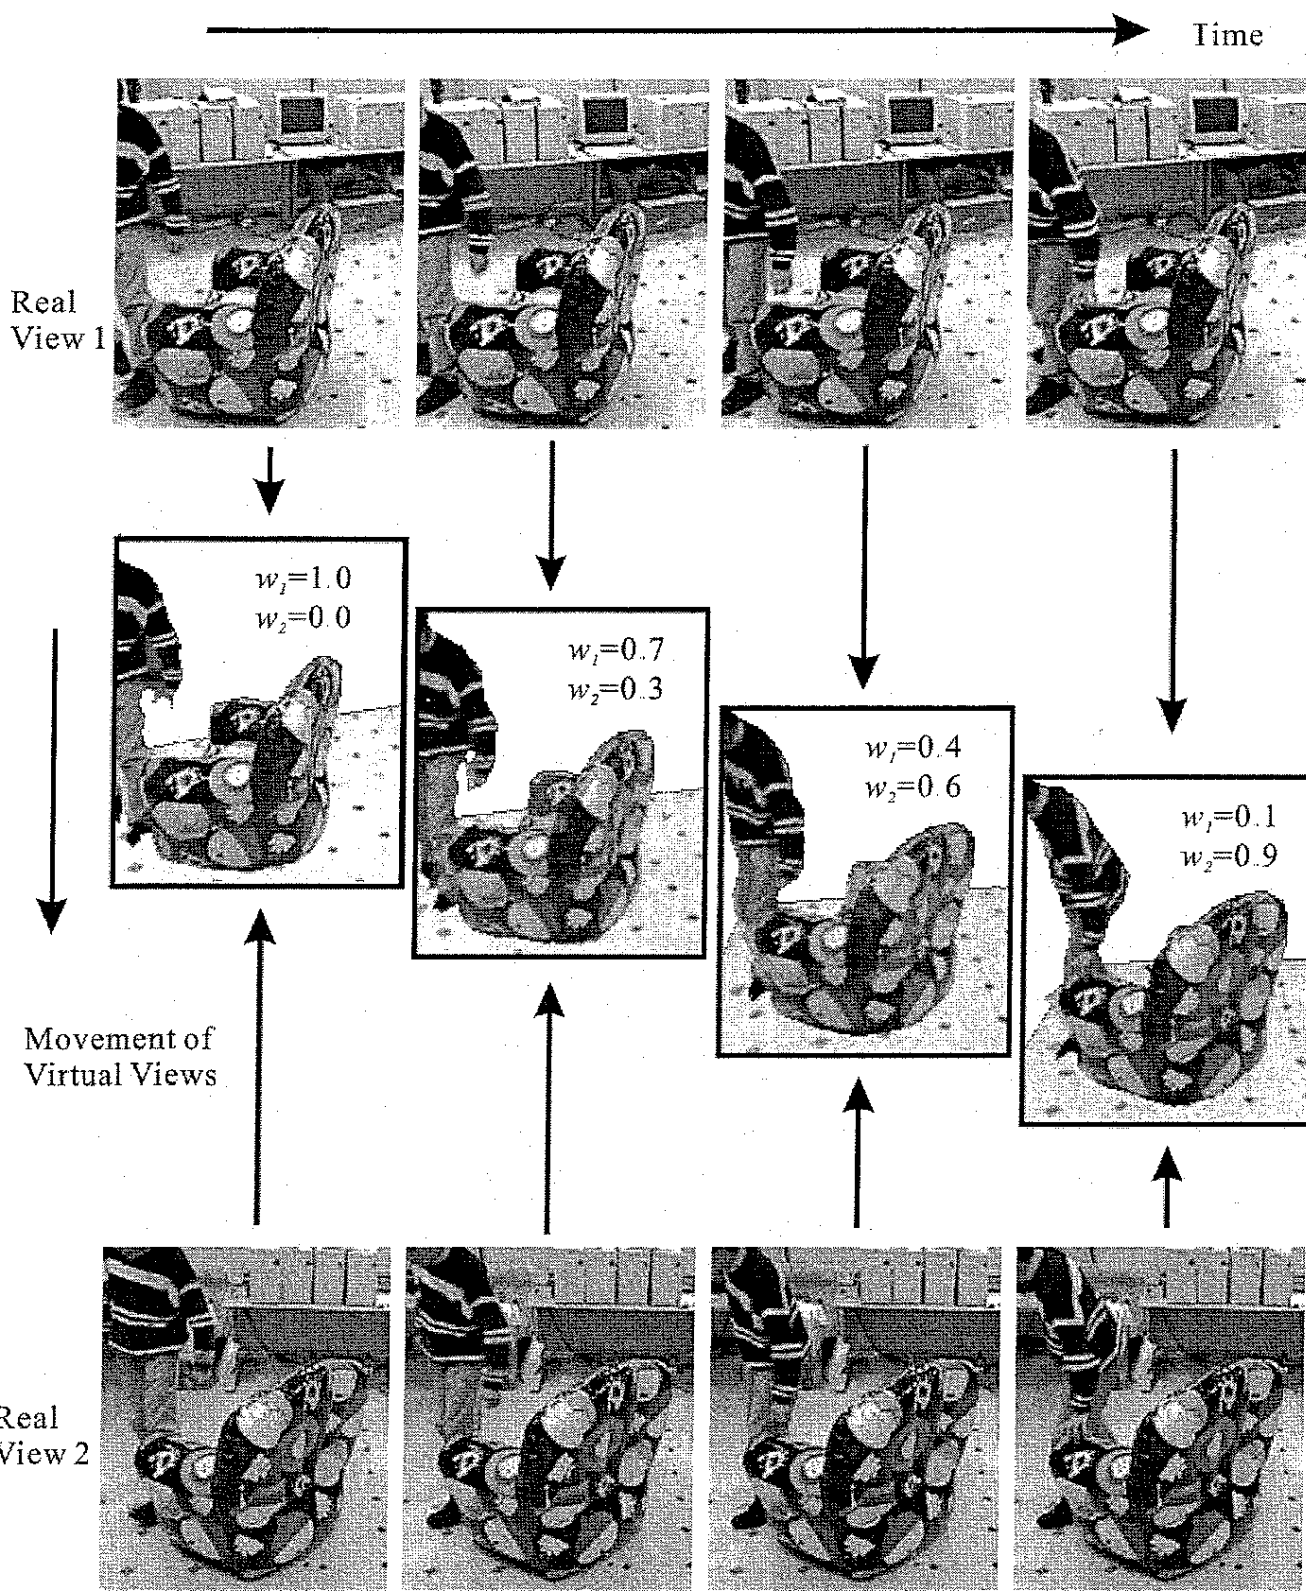 Time
Real
View 1
w₁=1.0
w₂=0.0
w₁=0.7
w₂=0.3
w₁=0.4
w₂=0.6
w₁=0.1
w₂=0.9
Movement of
Virtual Views
Real
View 2